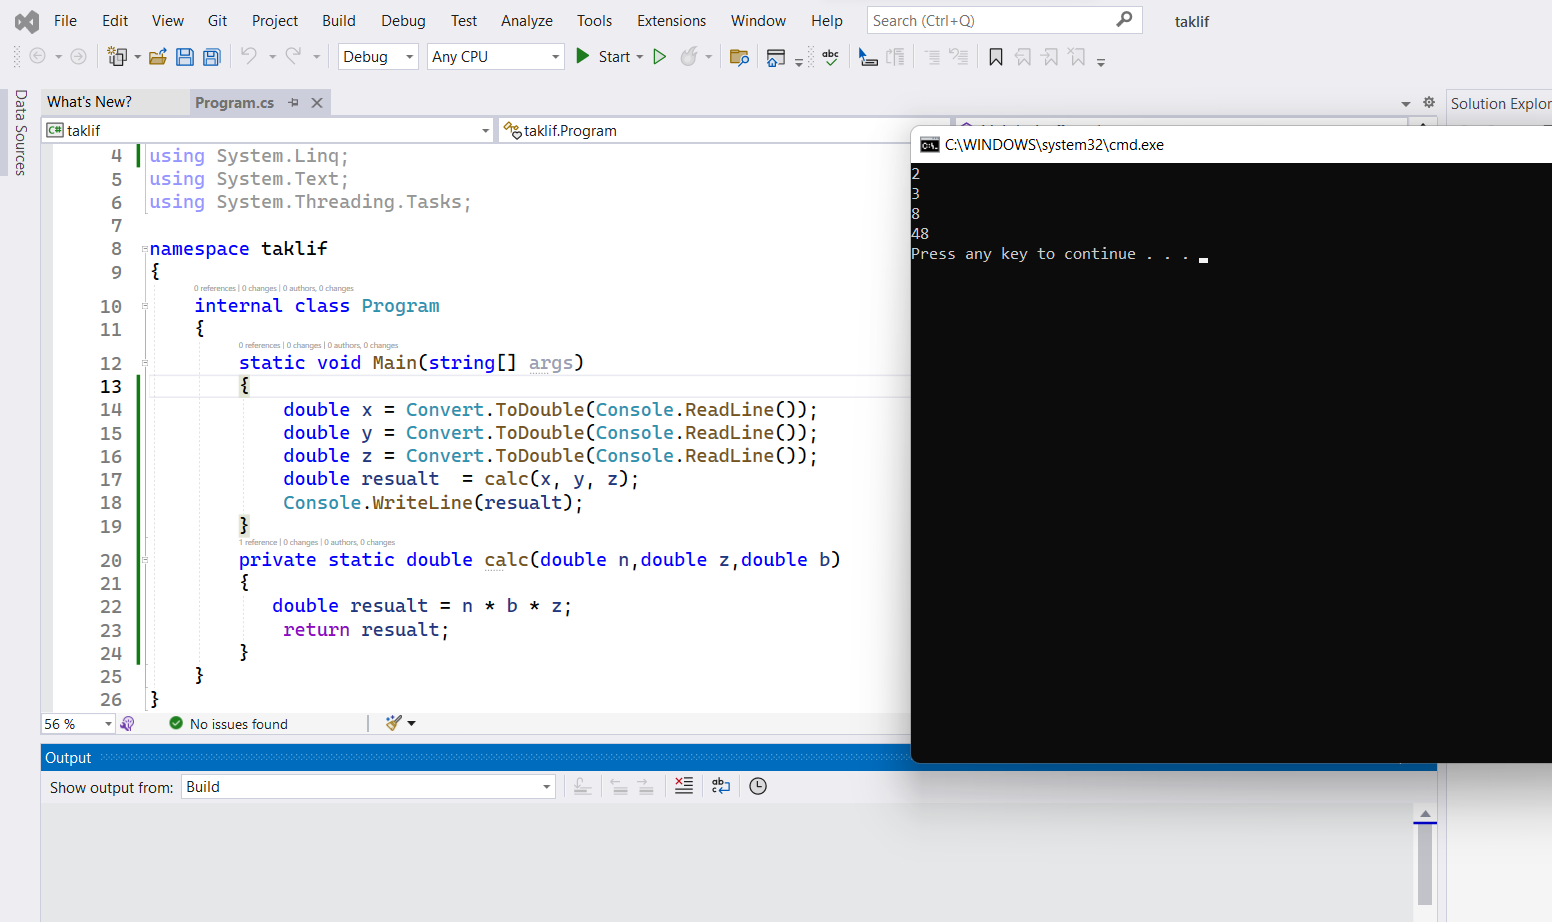 File Edit View Git Project Build Debug Test Analyze Tools Extensions Window Help Search (Ctrl+Q) taklif
Debug Any CPU Start
Data Sources
What's New? Program.cs
Solution Explor
taklif taklif.Program
4 using System.Linq;
5 using System.Text;
6 using System.Threading.Tasks;
7
8 namespace taklif
9 {
0 references | 0 changes | 0 authors, 0 changes
10 internal class Program
11 {
0 references | 0 changes | 0 authors, 0 changes
12 static void Main(string[] args)
13 {
14 double x = Convert.ToDouble(Console.ReadLine());
15 double y = Convert.ToDouble(Console.ReadLine());
16 double z = Convert.ToDouble(Console.ReadLine());
17 double resualt  = calc(x, y, z);
18 Console.WriteLine(resualt);
19 }
1 reference | 0 changes | 0 authors, 0 changes
20 private static double calc(double n,double z,double b)
21 {
22 double resualt = n * b * z;
23 return resualt;
24 }
25 }
26 }
56 % No issues found
C:\WINDOWS\system32\cmd.exe
2
3
8
48
Press any key to continue . . .
Output
Show output from: Build